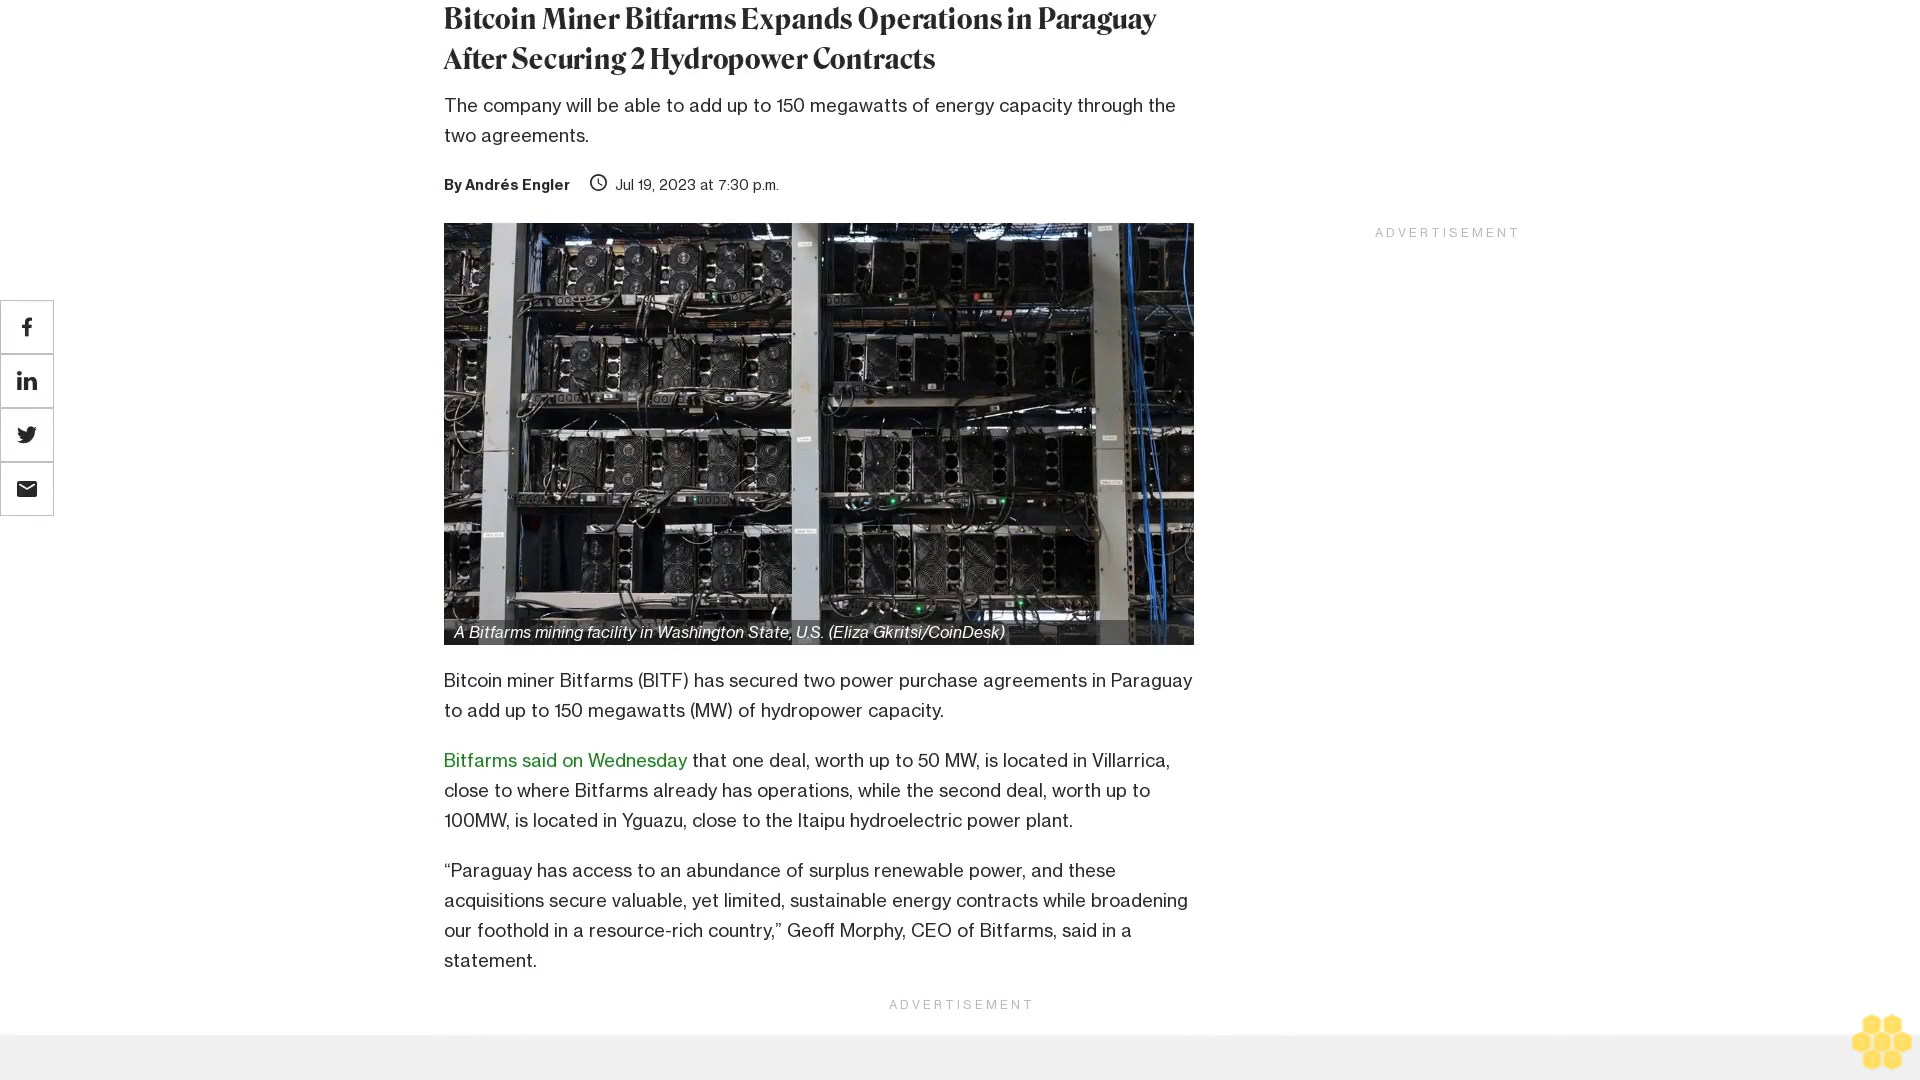 Bitcoin Miner Bitfarms Expands Operations in Paraguay
After Securing 2 Hydropower Contracts
The company will be able to add up to 150 megawatts of energy capacity through the
two agreements.
By Andrés Engler Jul 19, 2023 at 7:30 p.m.
ADVERTISEMENT
A Bitfarms mining facility in Washington State, U.S. (Eliza Gkritsi/CoinDesk)
Bitcoin miner Bitfarms (BITF) has secured two power purchase agreements in Paraguay
to add up to 150 megawatts (MW) of hydropower capacity.
Bitfarms said on Wednesday that one deal, worth up to 50 MW, is located in Villarrica,
close to where Bitfarms already has operations, while the second deal, worth up to
100MW, is located in Yguazu, close to the Itaipu hydroelectric power plant.
“Paraguay has access to an abundance of surplus renewable power, and these
acquisitions secure valuable, yet limited, sustainable energy contracts while broadening
our foothold in a resource-rich country,” Geoff Morphy, CEO of Bitfarms, said in a
statement.
ADVERTISEMENT